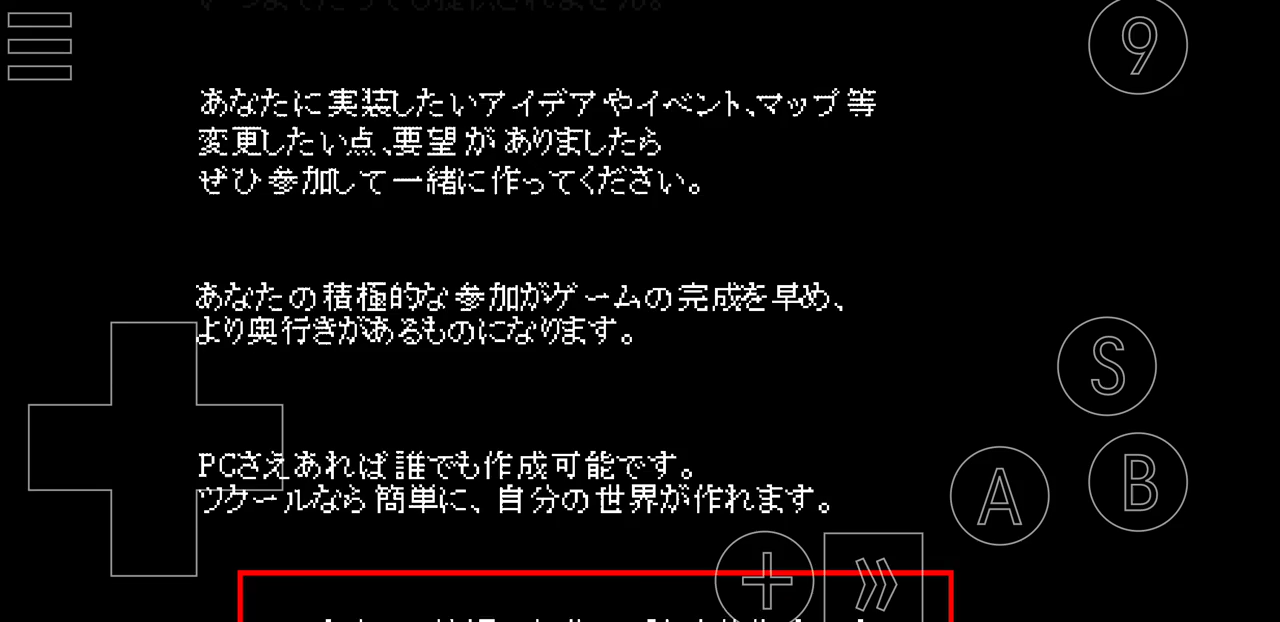 9
あなたに実装したいアイデアやイベント、マップ等
変更したい点、要望がありましたら
ぜひ参加して一緒に作ってください。
あなたの積極的な参加がゲームの完成を早め、
より奥行きがあるものになります。
S
PCさえあれば誰でも作成可能です。
ツクールなら簡単に、自分の世界が作れます。
A
B